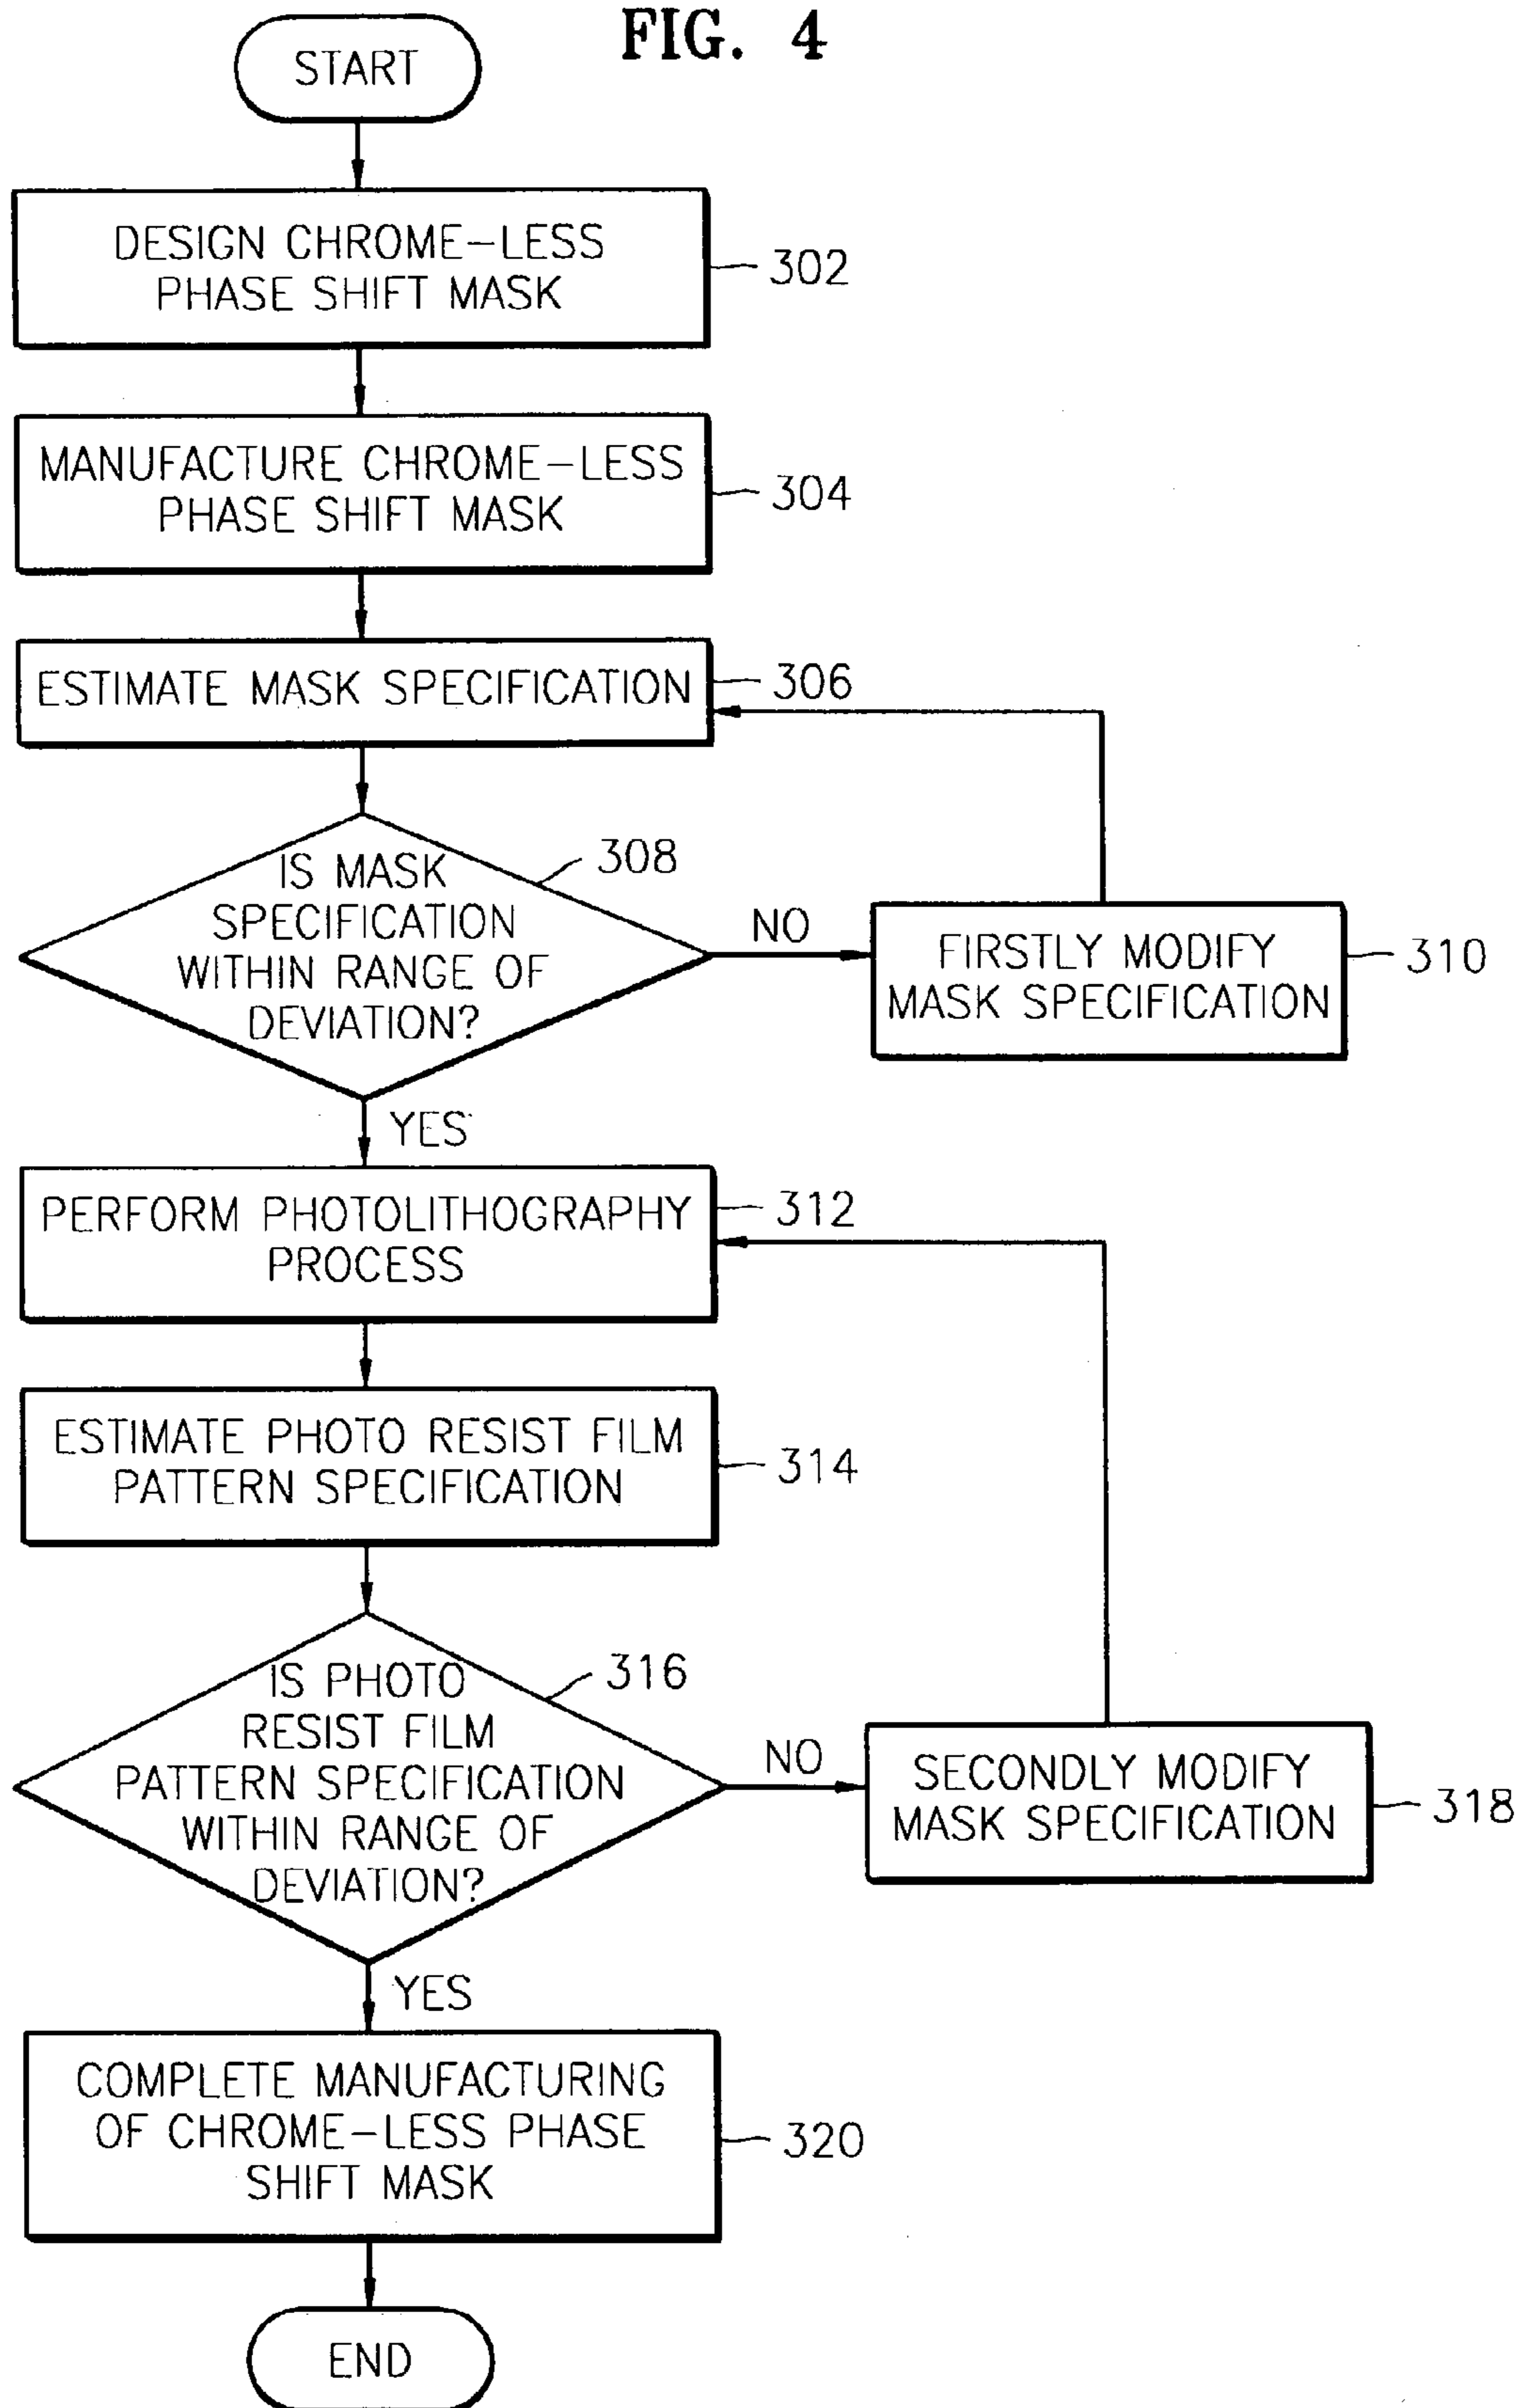 FIG. 4
START
DESIGN CHROME-LESS
PHASE SHIFT MASK
302
MANUFACTURE CHROME-LESS
PHASE SHIFT MASK
304
ESTIMATE MASK SPECIFICATION
306
IS MASK
SPECIFICATION
WITHIN RANGE OF
DEVIATION?
308
NO
FIRSTLY MODIFY
MASK SPECIFICATION
310
YES
PERFORM PHOTOLITHOGRAPHY
PROCESS
312
ESTIMATE PHOTO RESIST FILM
PATTERN SPECIFICATION
314
IS PHOTO
RESIST FILM
PATTERN SPECIFICATION
WITHIN RANGE OF
DEVIATION?
316
NO
SECONDLY MODIFY
MASK SPECIFICATION
318
YES
COMPLETE MANUFACTURING
OF CHROME-LESS PHASE
SHIFT MASK
320
END